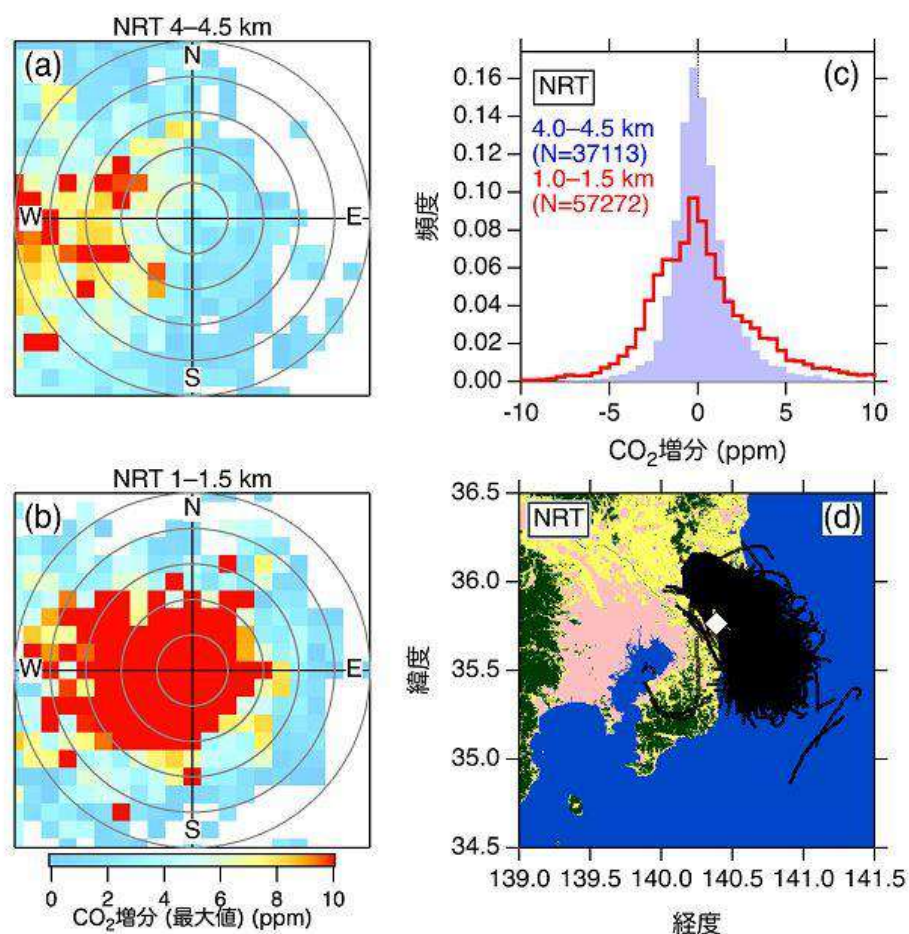 NRT 4–4.5 km
(a)
N
W
E
S
NRT 1–1.5 km
(b)
N
W
E
S
0 2 4 6 8 10
CO₂増分 (最大値) (ppm)
(c)
NRT
4.0–4.5 km
(N=37113)
1.0–1.5 km
(N=57272)
頻度
0.16
0.14
0.12
0.10
0.08
0.06
0.04
0.02
0.00
-10 -5 0 5 10
CO₂増分 (ppm)
(d)
NRT
緯度
36.5
36.0
35.5
35.0
34.5
139.0 139.5 140.0 140.5 141.0 141.5
経度